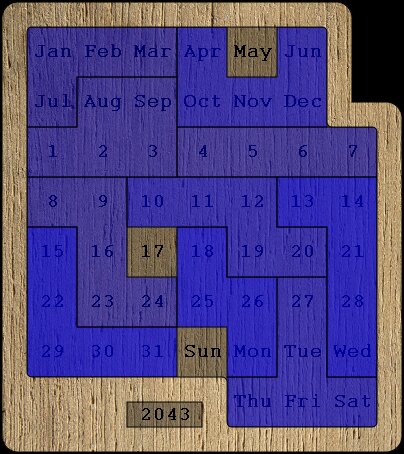 Jan Feb Mar Apr May Jun
Jul Aug Sep Oct Nov Dec
1 2 3 4 5 6 7
8 9 10 11 12 13 14
15 16 17 18 19 20 21
22 23 24 25 26 27 28
29 30 31 Sun Mon Tue Wed
Thu Fri Sat
2043